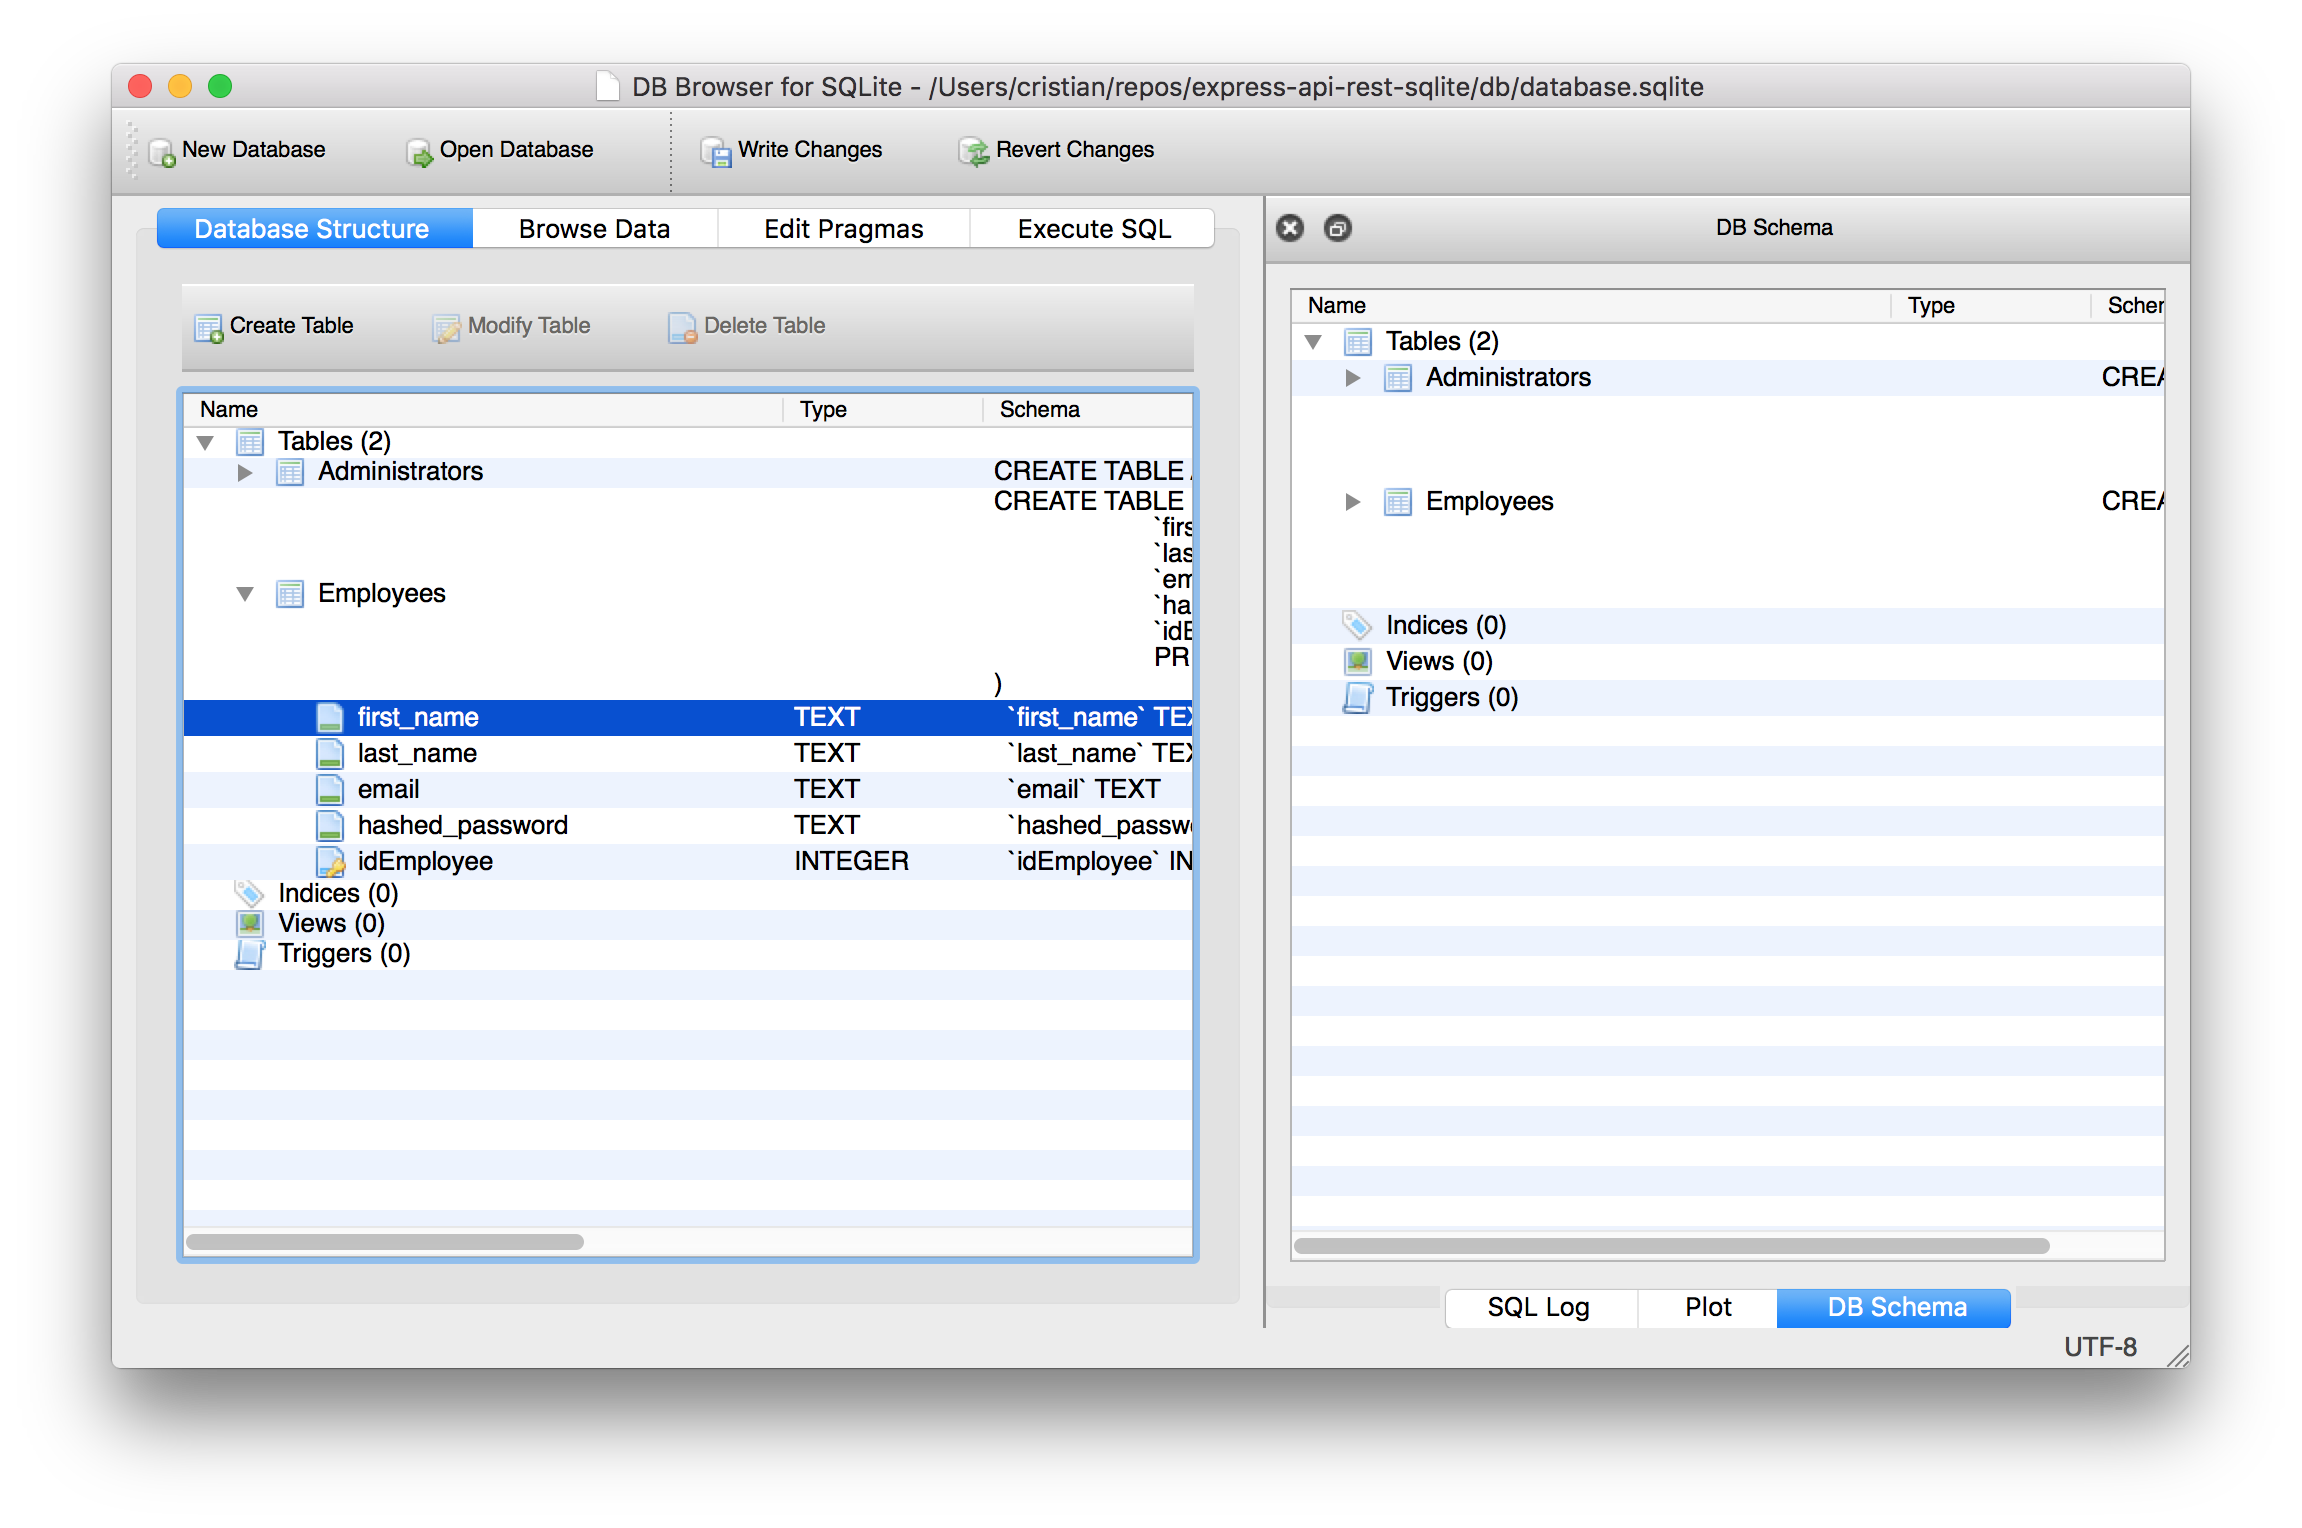 DB Browser for SQLite - /Users/cristian/repos/express-api-rest-sqlite/db/database.sqlite
New Database Open Database Write Changes Revert Changes
Database Structure Browse Data Edit Pragmas Execute SQL
Create Table Modify Table Delete Table
Name Type Schema
Tables (2)
Administrators CREATE TABLE
CREATE TABLE
`firs
`las
`em
`ha
`idE
PR
)
Employees
first_name TEXT `first_name` TEX
last_name TEXT `last_name` TEX
email TEXT `email` TEXT
hashed_password TEXT `hashed_passw
idEmployee INTEGER `idEmployee` IN
Indices (0)
Views (0)
Triggers (0)
DB Schema
Name Type Schem
Tables (2)
Administrators CREA
Employees CREA
Indices (0)
Views (0)
Triggers (0)
SQL Log Plot DB Schema
UTF-8